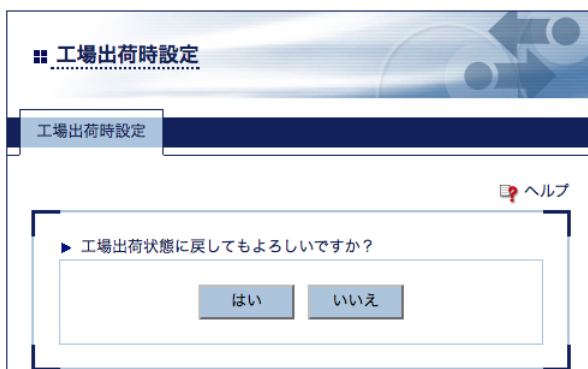 工場出荷時設定
工場出荷時設定
ヘルプ
工場出荷状態に戻してもよろしいですか？
はい いいえ